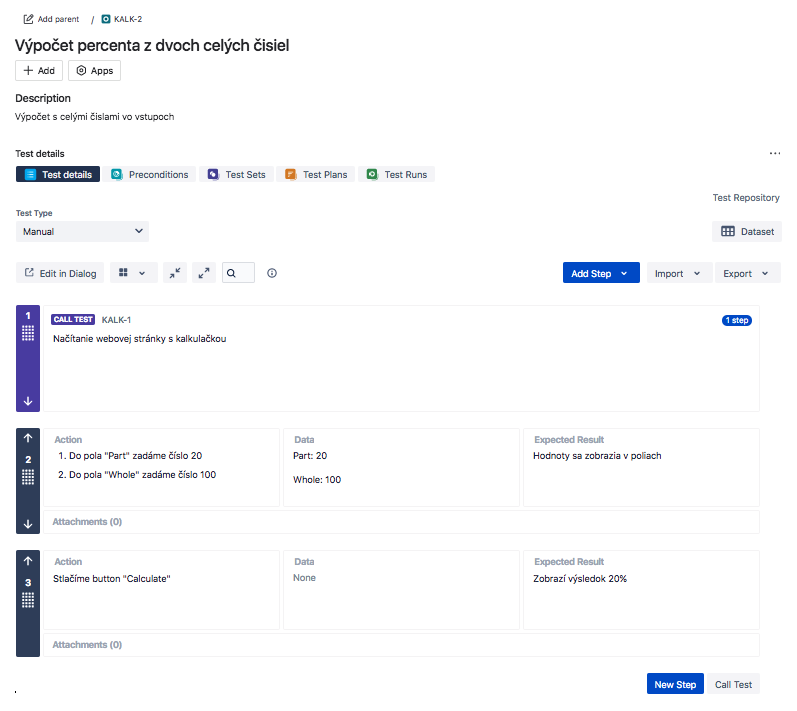 Add parent / KALK-2
Výpočet percenta z dvoch celých čisiel
Add Apps
Description
Výpočet s celými čislami vo vstupoch
Test details
Test details Preconditions Test Sets Test Plans Test Runs
Test Repository
Test Type
Manual Dataset
Edit in Dialog Add Step Import Export
1 CALL TEST KALK-1 1 step
Načítanie webovej stránky s kalkulačkou
Action Data Expected Result
2 1. Do pola "Part" zadáme číslo 20 Part: 20 Hodnoty sa zobrazia v poliach
2. Do pola "Whole" zadáme číslo 100 Whole: 100
Attachments (0)
Action Data Expected Result
3 Stlačíme button "Calculate" None Zobrazí výsledok 20%
Attachments (0)
New Step Call Test